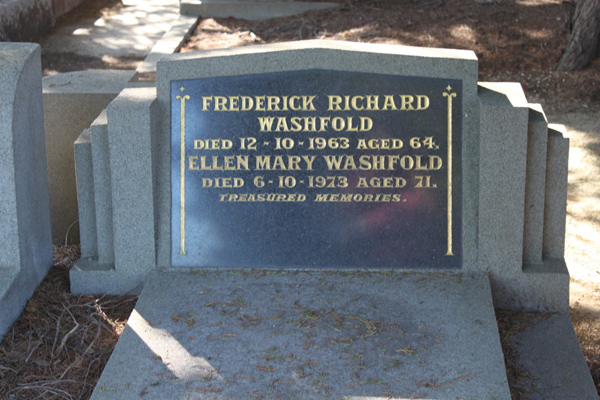 FREDERICK RICHARD
WASHFOLD
DIED 12-10-1963 AGED 64.
ELLEN MARY WASHFOLD
DIED 6-10-1973 AGED 71.
TREASURED MEMORIES.